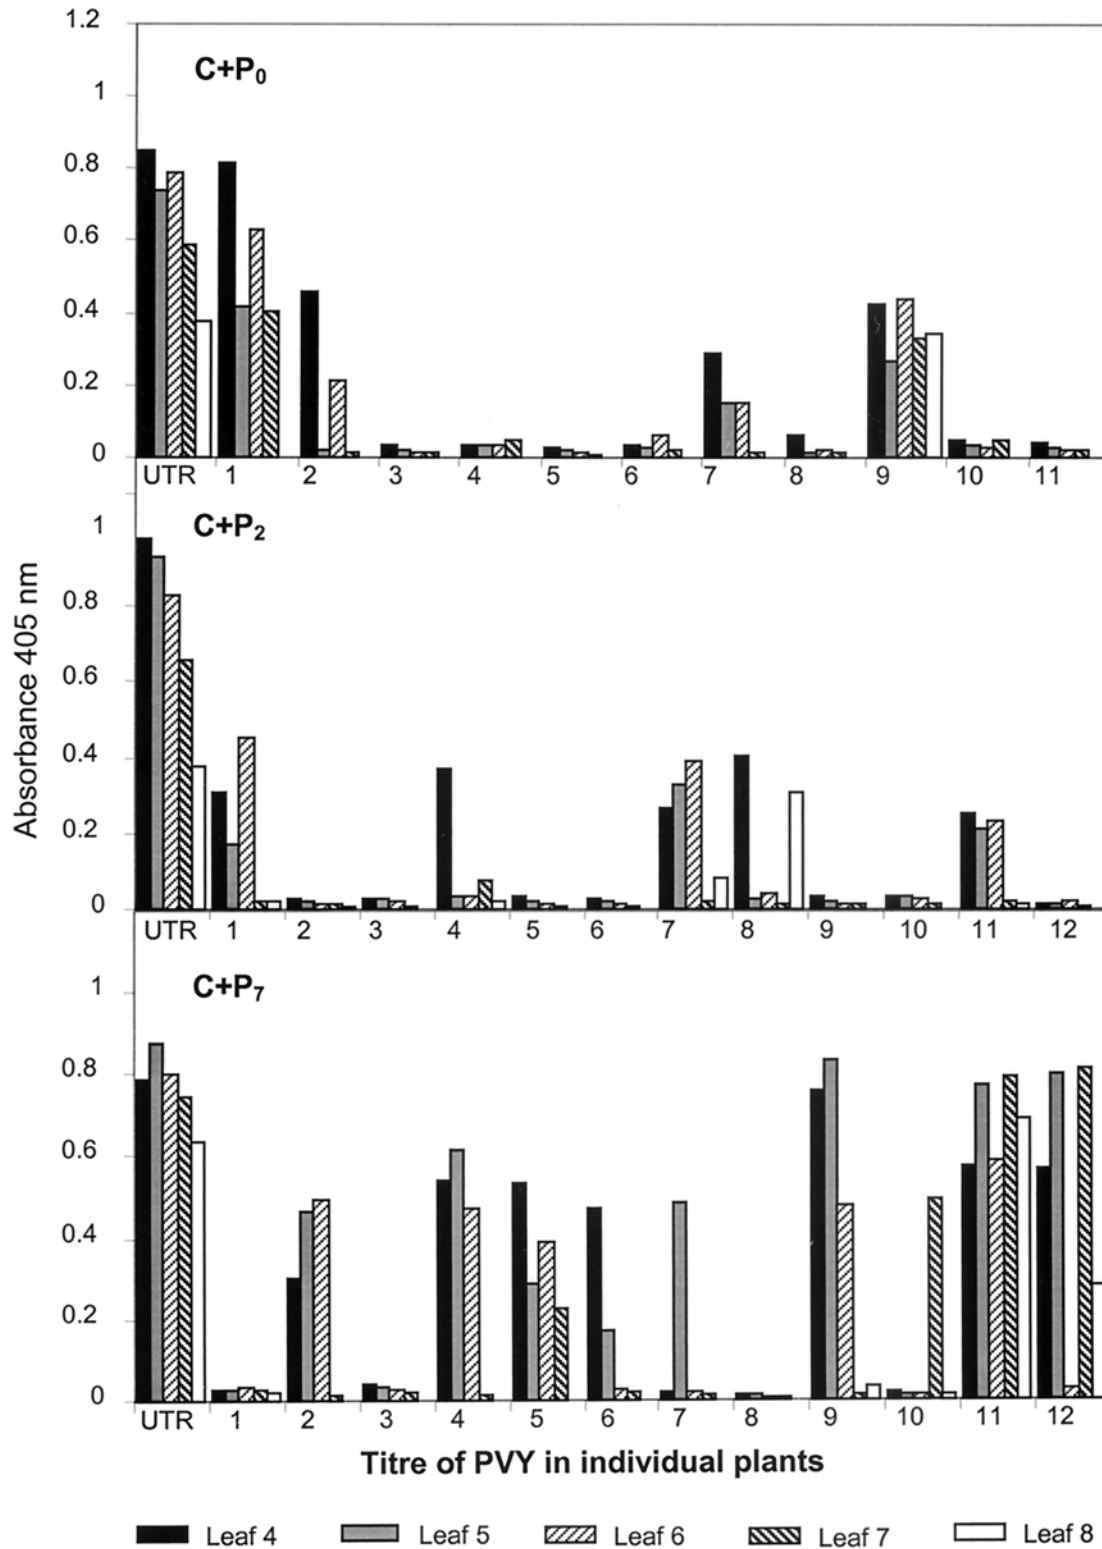 1.2
C+P0
1
0.8
0.6
0.4
0.2
0
UTR 1 2 3 4 5 6 7 8 9 10 11
C+P2
1
0.8
0.6
0.4
0.2
0
UTR 1 2 3 4 5 6 7 8 9 10 11 12
Absorbance 405 nm
C+P7
1
0.8
0.6
0.4
0.2
0
UTR 1 2 3 4 5 6 7 8 9 10 11 12
Titre of PVY in individual plants
Leaf 4 Leaf 5 Leaf 6 Leaf 7 Leaf 8